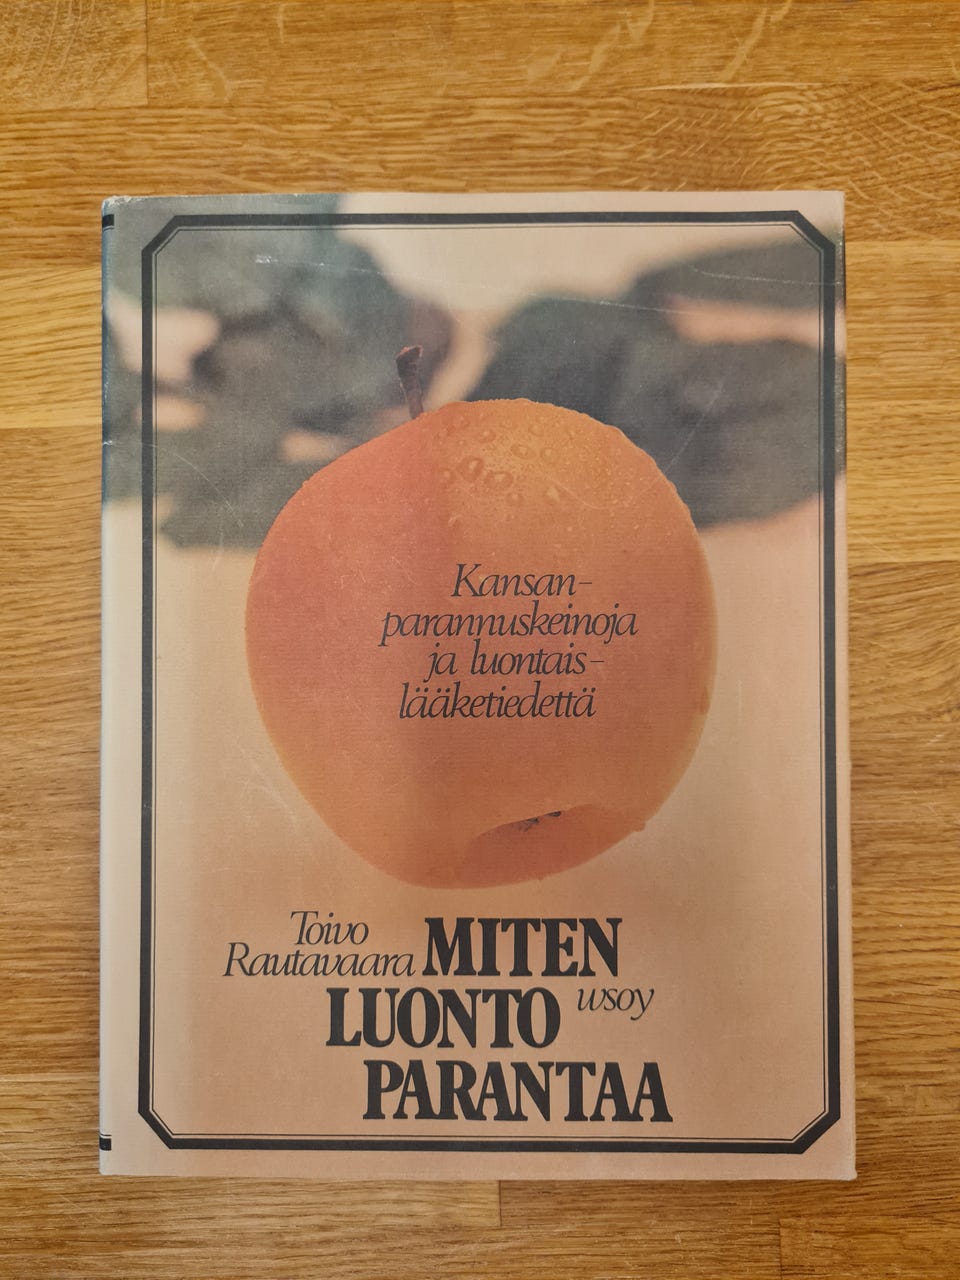 Kansan-
parannuskeinoja
ja luontais-
lääketiedettä
Toivo
Rautavaara MITEN
LUONTO wsoy
PARANTAA